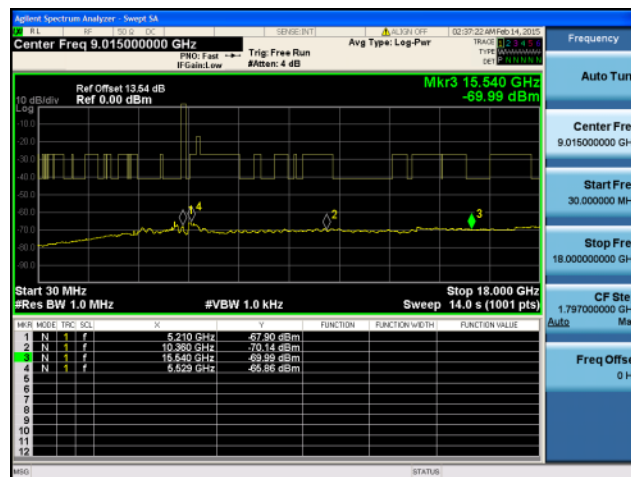 Agilent Spectrum Analyzer - Swept SA
RL RF 50 Ω DC SENSE:INT ALIGN OFF 02:37:22 AM Feb 14, 2015
Center Freq 9.015000000 GHz
PNO: Fast
IFGain:Low
Trig: Free Run
#Atten: 4 dB
Avg Type: Log-Pwr
TRACE 1 2 3 4 5 6
TYPE
DET P N N N N N
Mkr3 15.540 GHz
-69.99 dBm
Ref Offset 13.54 dB
10 dB/div Ref 0.00 dBm
Log
-10.0
-20.0
-30.0
-40.0
-50.0
-60.0
-70.0
-80.0
-90.0
4
2
3
Start 30 MHz Stop 18.000 GHz
#Res BW 1.0 MHz #VBW 1.0 kHz Sweep 14.0 s (1001 pts)
MKR MODE TRC SCL X Y FUNCTION FUNCTION WIDTH FUNCTION VALUE
1 N 1 f 5.210 GHz -67.90 dBm
2 N 1 f 10.360 GHz -70.14 dBm
3 N 1 f 15.540 GHz -69.99 dBm
4 N 1 f 5.529 GHz -65.86 dBm
5
6
7
8
9
10
11
12
MSG STATUS
Frequency
Auto Tun
Center Fre
9.015000000 GH
Start Fre
30.000000 MH
Stop Fre
18.000000000 GH
CF Ste
1.797000000 GH
Auto Ma
Freq Offse
0 H